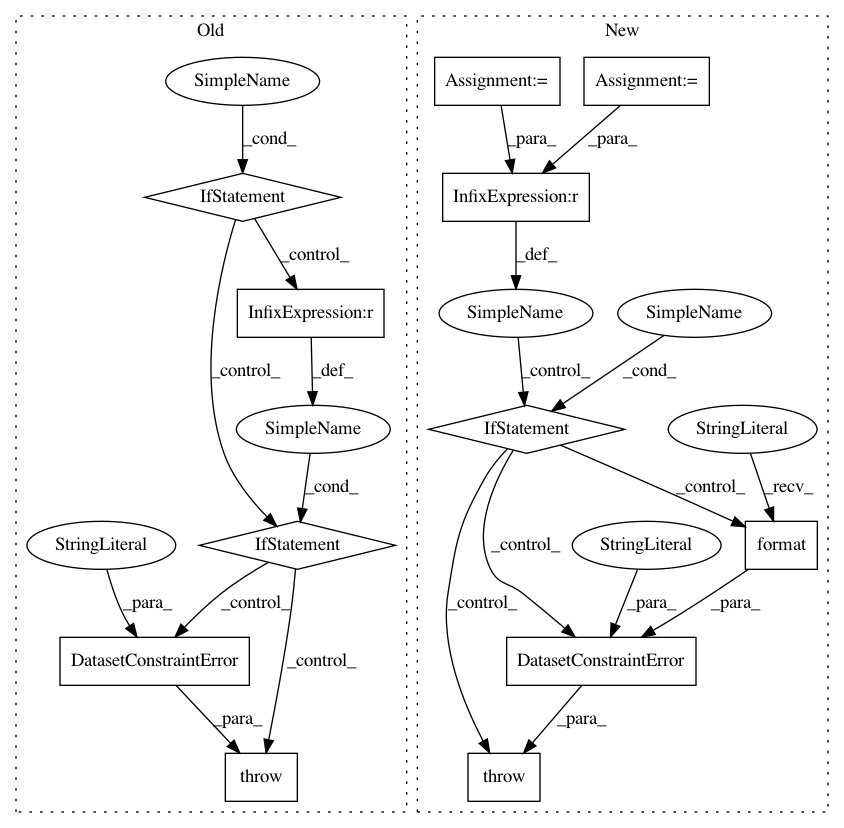 Old
New
SimpleName
Assignment:=
Assignment:=
_cond_
_para_
_para_
IfStatement
InfixExpression:r
_control_
_def_
InfixExpression:r
SimpleName
SimpleName
_control_
_def_
_control_
_cond_
SimpleName
IfStatement
StringLiteral
_cond_
_control_
_recv_
StringLiteral
IfStatement
StringLiteral
format
_control_
_para_
_control_
_control_
_para_
_para_
DatasetConstraintError
_control_
DatasetConstraintError
_para_
_para_
throw
throw